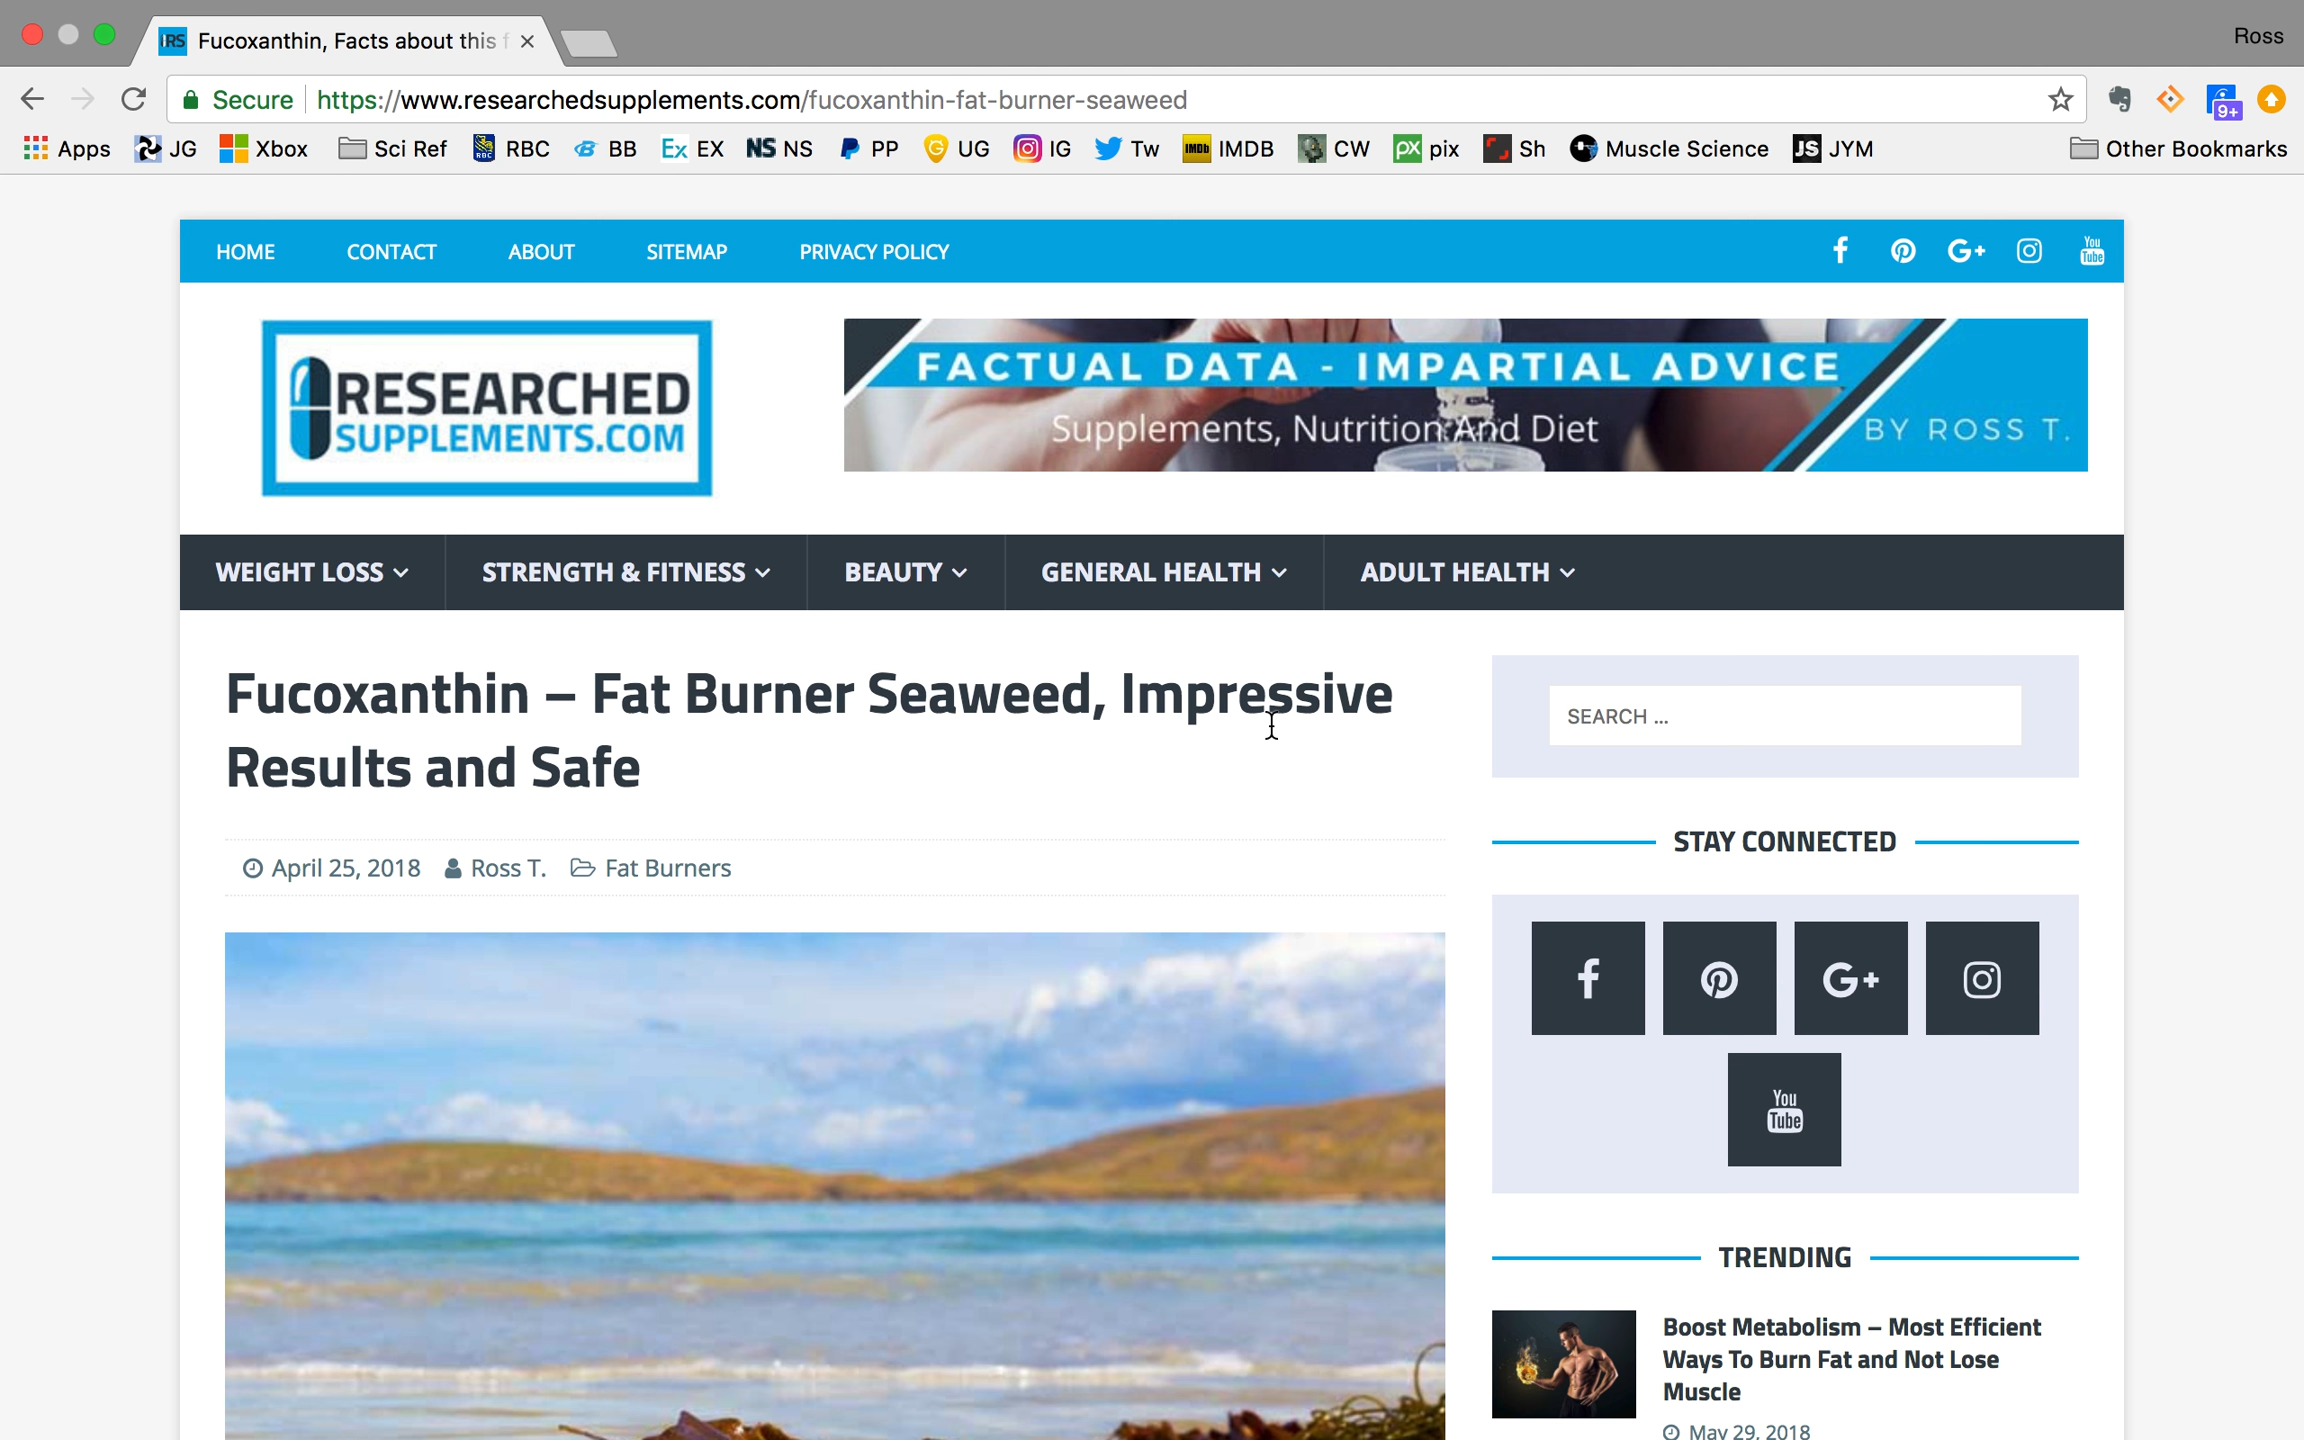 Fucoxanthin, Facts about this f
Ross
Secure https://www.researchedsupplements.com/fucoxanthin-fat-burner-seaweed
9+
Apps JG Xbox Sci Ref RBC BB EX NS PP UG IG Tw IMDB CW pix Sh Muscle Science JYM Other Bookmarks
HOME CONTACT ABOUT SITEMAP PRIVACY POLICY
RESEARCHED
SUPPLEMENTS.COM
FACTUAL DATA - IMPARTIAL ADVICE
Supplements, Nutrition And Diet
BY ROSS T.
WEIGHT LOSS STRENGTH & FITNESS BEAUTY GENERAL HEALTH ADULT HEALTH
Fucoxanthin – Fat Burner Seaweed, Impressive
Results and Safe
April 25, 2018 Ross T. Fat Burners
SEARCH ...
STAY CONNECTED
You
Tube
TRENDING
Boost Metabolism – Most Efficient
Ways To Burn Fat and Not Lose
Muscle
May 29, 2018